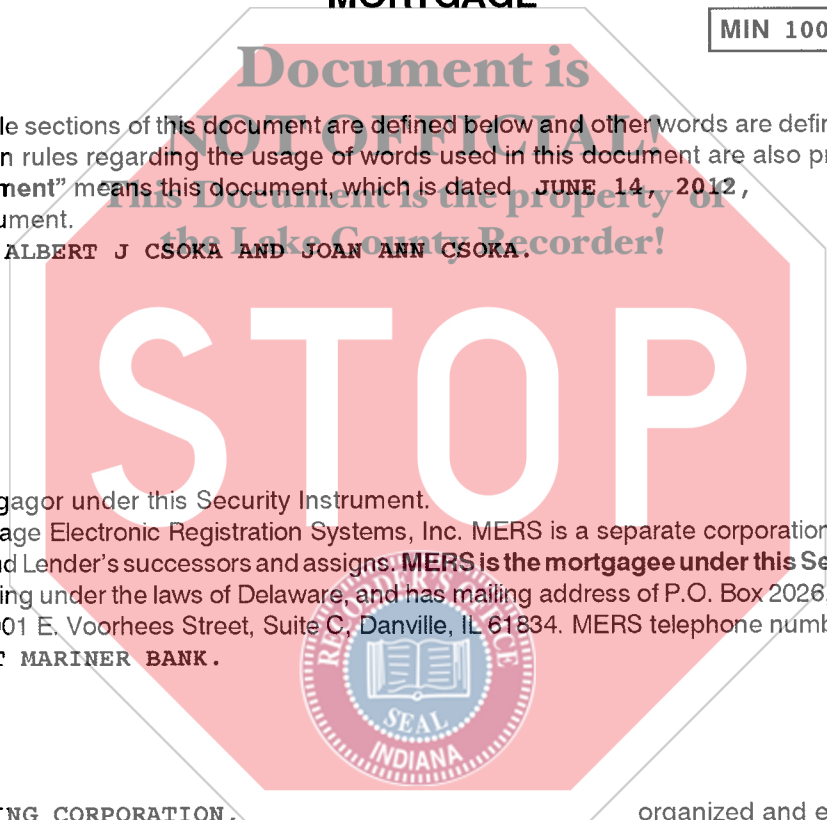 MORTGAGE
MIN 100
Document is
le sections of this document are defined below and other words are defin
NOT OFFICIAL!
n rules regarding the usage of words used in this document are also pr
ment” means this document, which is dated JUNE 14, 2012,
This Document is the property of
ument.
the Lake County Recorder!
ALBERT J CSOKA AND JOAN ANN CSOKA.
STOP
gagor under this Security Instrument.
age Electronic Registration Systems, Inc. MERS is a separate corporation
d Lender's successors and assigns. MERS is the mortgagee under this Se
ing under the laws of Delaware, and has mailing address of P.O. Box 2026,
01 E. Voorhees Street, Suite C, Danville, IL 61834. MERS telephone numb
RECORDER'S OFFICE
T MARINER BANK.
SEAL
INDIANA
NG CORPORATION,
organized and e